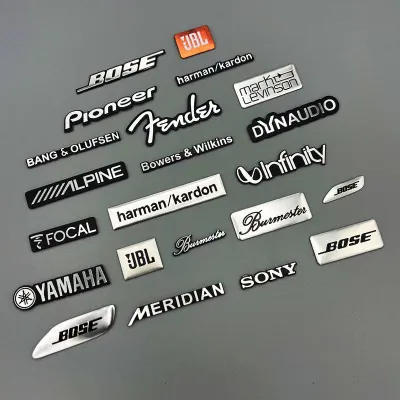 JBL
BOSE
harman/kardon
Pioneer
mark
Levinson
Fender
DYNAUDIO
BANG & OLUFSEN
Bowers & Wilkins
infinity
ALPINE
harman/kardon
BOSE
FOCAL
Burmester
JBL
Burmester
BOSE
YAMAHA
SONY
MERIDIAN
BOSE